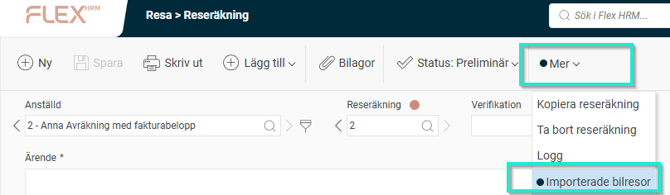 FLEX HRM
Resa > Reseräkning
Sök i Flex HRM...
Ny
Spara
Skriv ut
Lägg till
Bilagor
Status: Preliminär
Mer
Anställd
Reseräkning
Verifikation
2 - Anna Avräkning med fakturabelopp
2
Ärende *
Kopiera reseräkning
Ta bort reseräkning
Logg
Importerade bilresor